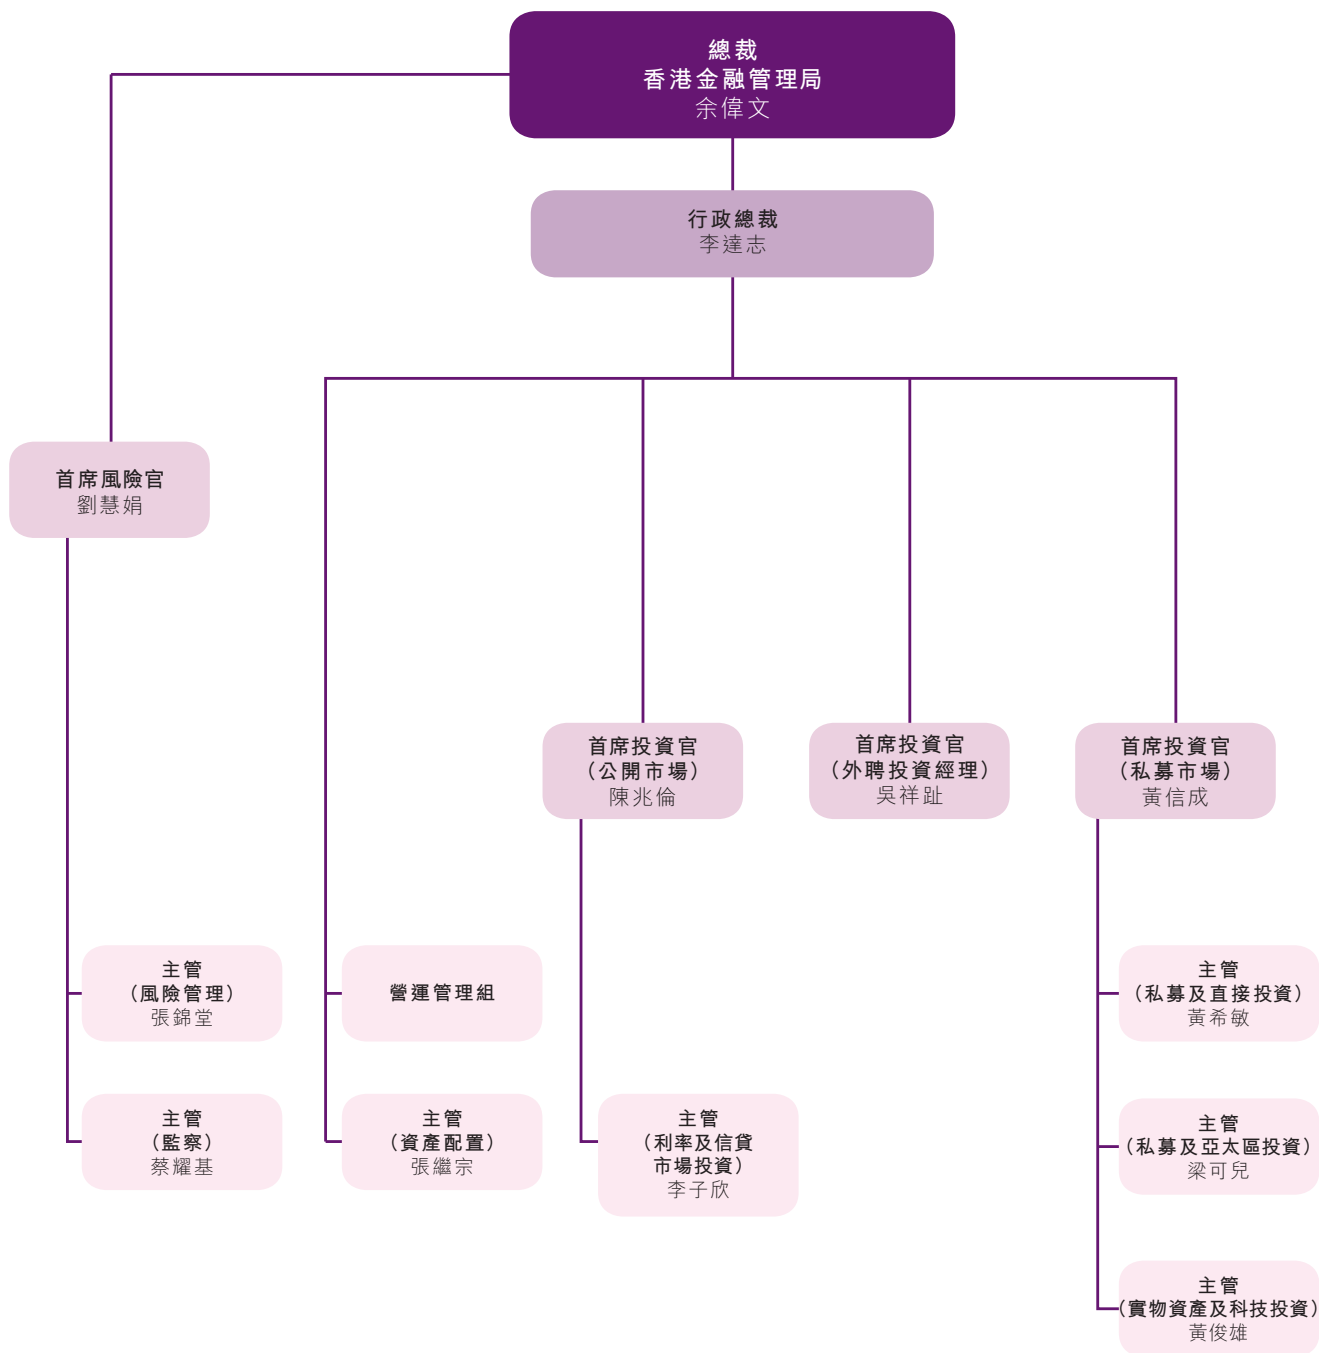 總裁
香港金融管理局
余偉文
行政總裁
李達志
首席風險官
劉慧娟
首席投資官
（公開市場）
陳兆倫
首席投資官
（外聘投資經理）
吳祥趾
首席投資官
（私募市場）
黃信成
主管
（風險管理）
張錦堂
營運管理組
主管
（私募及直接投資）
黃希敏
主管
（監察）
蔡耀基
主管
（資產配置）
張繼宗
主管
（利率及信貸
市場投資）
李子欣
主管
（私募及亞太區投資）
梁可兒
主管
（實物資產及科技投資）
黃俊雄